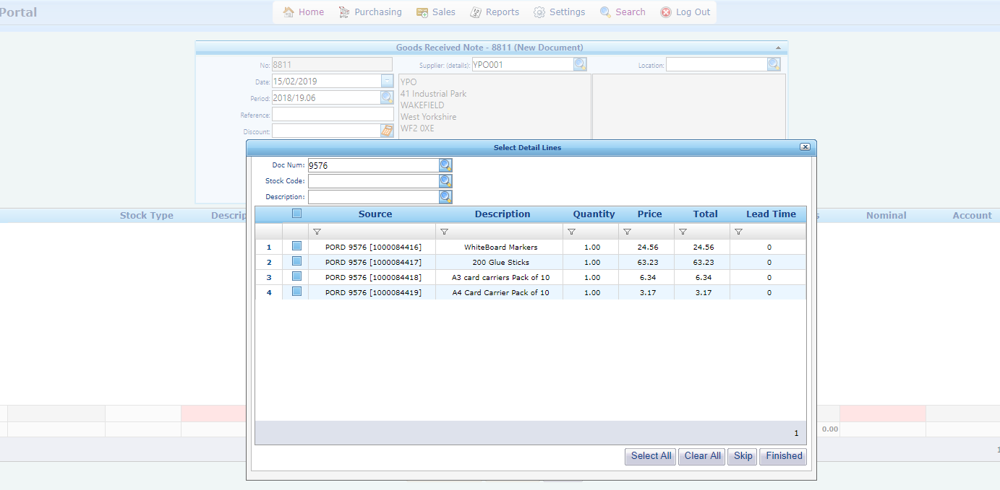 Portal
Home Purchasing Sales Reports Settings Search Log Out
Goods Received Note - 8811 (New Document)
No: 8811 Supplier: (details): YPO001 Location:
Date: 15/02/2019
Period: 2018/19.06
Reference:
Discount:
YPO
41 Industrial Park
WAKEFIELD
West Yorkshire
WF2 0XE
Select Detail Lines
Doc Num: 9576
Stock Code:
Description:
Stock Type Descrip s Nominal Account
Source Description Quantity Price Total Lead Time
1 PORD 9576 [1000084416] WhiteBoard Markers 1.00 24.56 24.56 0
2 PORD 9576 [1000084417] 200 Glue Sticks 1.00 63.23 63.23 0
3 PORD 9576 [1000084418] A3 card carriers Pack of 10 1.00 6.34 6.34 0
4 PORD 9576 [1000084419] A4 Card Carrier Pack of 10 1.00 3.17 3.17 0
0.00
1
1
Select All Clear All Skip Finished